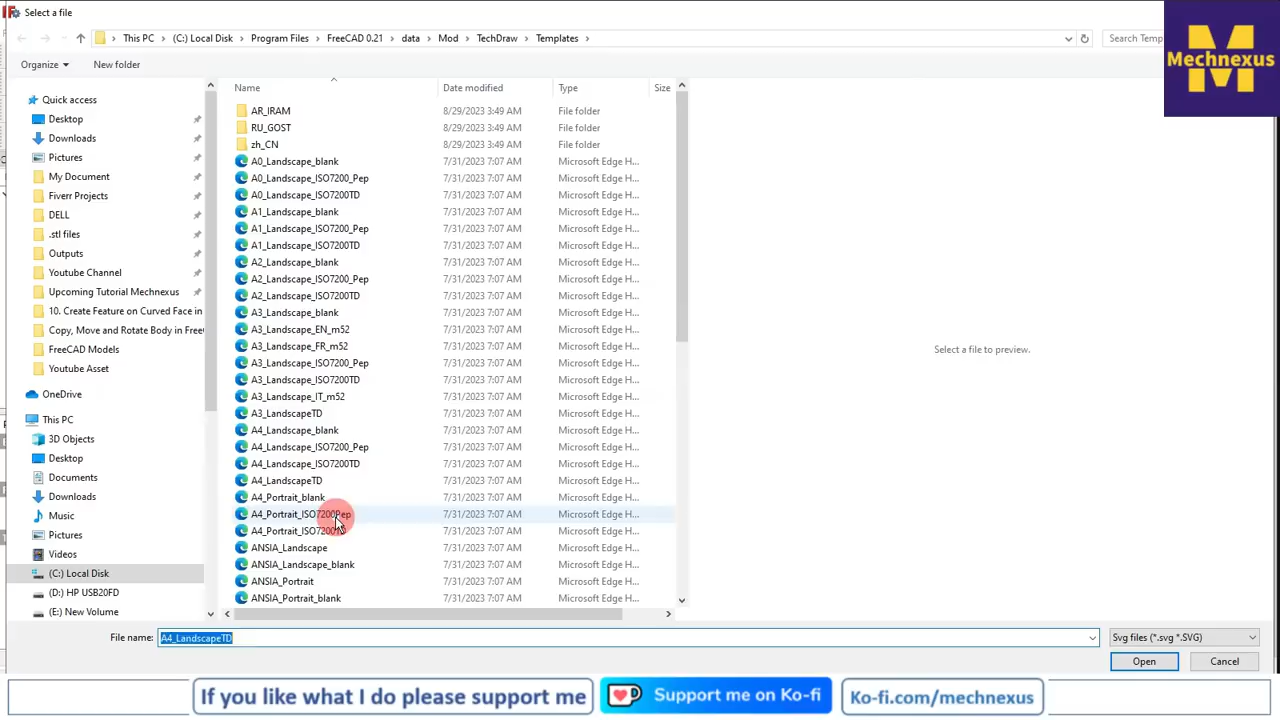 Select a file
This PC > (C:) Local Disk > Program Files > FreeCAD 0.21 > data > Mod > TechDraw > Templates >
Search Temp
Mechnexus
Organize
New folder
Name Date modified Type Size
Quick access
Desktop
Downloads
Pictures
My Document
Fiverr Projects
DELL
.stl files
Outputs
Youtube Channel
Upcoming Tutorial Mechnexus
10. Create Feature on Curved Face in
Copy, Move and Rotate Body in Free
FreeCAD Models
Youtube Asset
OneDrive
This PC
3D Objects
Desktop
Documents
Downloads
Music
Pictures
Videos
(C:) Local Disk
(D:) HP USB20FD
(E:) New Volume
AR_IRAM 8/29/2023 3:49 AM File folder
RU_GOST 8/29/2023 3:49 AM File folder
zh_CN 8/29/2023 3:49 AM File folder
A0_Landscape_blank 7/31/2023 7:07 AM Microsoft Edge H...
A0_Landscape_ISO7200_Pep 7/31/2023 7:07 AM Microsoft Edge H...
A0_Landscape_ISO7200TD 7/31/2023 7:07 AM Microsoft Edge H...
A1_Landscape_blank 7/31/2023 7:07 AM Microsoft Edge H...
A1_Landscape_ISO7200_Pep 7/31/2023 7:07 AM Microsoft Edge H...
A1_Landscape_ISO7200TD 7/31/2023 7:07 AM Microsoft Edge H...
A2_Landscape_blank 7/31/2023 7:07 AM Microsoft Edge H...
A2_Landscape_ISO7200_Pep 7/31/2023 7:07 AM Microsoft Edge H...
A2_Landscape_ISO7200TD 7/31/2023 7:07 AM Microsoft Edge H...
A3_Landscape_blank 7/31/2023 7:07 AM Microsoft Edge H...
A3_Landscape_EN_m52 7/31/2023 7:07 AM Microsoft Edge H...
A3_Landscape_FR_m52 7/31/2023 7:07 AM Microsoft Edge H...
A3_Landscape_ISO7200_Pep 7/31/2023 7:07 AM Microsoft Edge H...
A3_Landscape_ISO7200TD 7/31/2023 7:07 AM Microsoft Edge H...
A3_Landscape_IT_m52 7/31/2023 7:07 AM Microsoft Edge H...
A3_LandscapeTD 7/31/2023 7:07 AM Microsoft Edge H...
A4_Landscape_blank 7/31/2023 7:07 AM Microsoft Edge H...
A4_Landscape_ISO7200_Pep 7/31/2023 7:07 AM Microsoft Edge H...
A4_Landscape_ISO7200TD 7/31/2023 7:07 AM Microsoft Edge H...
A4_LandscapeTD 7/31/2023 7:07 AM Microsoft Edge H...
A4_Portrait_blank 7/31/2023 7:07 AM Microsoft Edge H...
A4_Portrait_ISO7200Pep 7/31/2023 7:07 AM Microsoft Edge H...
A4_Portrait_ISO7200TD 7/31/2023 7:07 AM Microsoft Edge H...
ANSIA_Landscape 7/31/2023 7:07 AM Microsoft Edge H...
ANSIA_Landscape_blank 7/31/2023 7:07 AM Microsoft Edge H...
ANSIA_Portrait 7/31/2023 7:07 AM Microsoft Edge H...
ANSIA_Portrait_blank 7/31/2023 7:07 AM Microsoft Edge H...
Select a file to preview.
File name: A4_LandscapeTD
Svg files (*.svg *.SVG)
Open Cancel
If you like what I do please support me
Support me on Ko-fi
Ko-fi.com/mechnexus